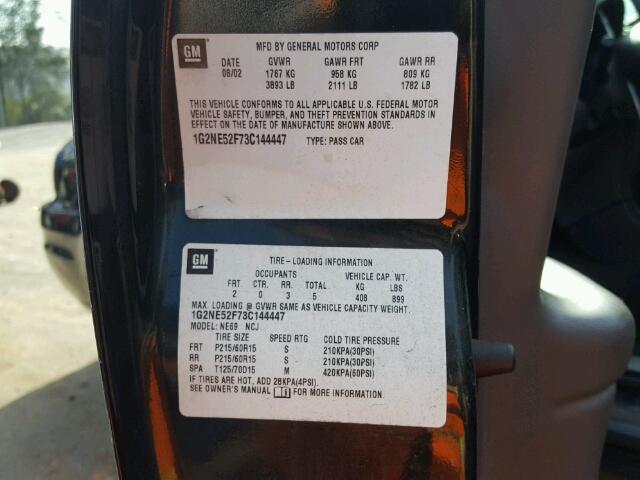 GM
MFD BY GENERAL MOTORS CORP
DATE GVWR GAWR FRT GAWR RR
08/02 1767 KG 958 KG 809 KG
3893 LB 2111 LB 1782 LB
THIS VEHICLE CONFORMS TO ALL APPLICABLE U.S. FEDERAL MOTOR
VEHICLE SAFETY, BUMPER, AND THEFT PREVENTION STANDARDS IN
EFFECT ON THE DATE OF MANUFACTURE SHOWN ABOVE.
1G2NE52F73C144447 TYPE: PASS CAR
GM
TIRE-LOADING INFORMATION
OCCUPANTS VEHICLE CAP. WT.
FRT CTR RR TOTAL KG LBS
2 0 3 5 408 899
MAX. LOADING @ GVWR SAME AS VEHICLE CAPACITY WEIGHT.
1G2NE52F73C144447
MODEL: NE69 NCJ
TIRE SIZE SPEED RTG COLD TIRE PRESSURE
FRT P215/60R15 S 210KPA(30PSI)
RR P215/60R15 S 210KPA(30PSI)
SPA T125/70D15 M 420KPA(60PSI)
IF TIRES ARE HOT, ADD 28KPA(4PSI).
SEE OWNER'S MANUAL i FOR MORE INFORMATION.